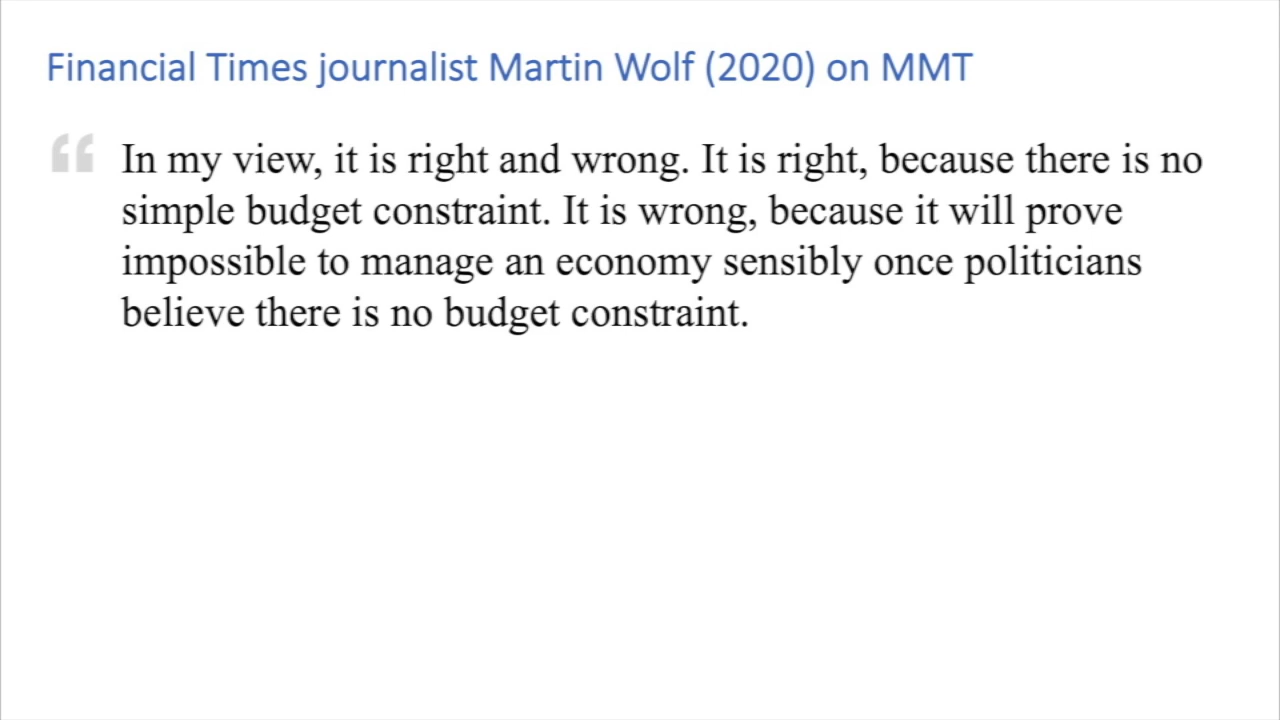 Financial Times journalist Martin Wolf (2020) on MMT
“ In my view, it is right and wrong. It is right, because there is no
simple budget constraint. It is wrong, because it will prove
impossible to manage an economy sensibly once politicians
believe there is no budget constraint.